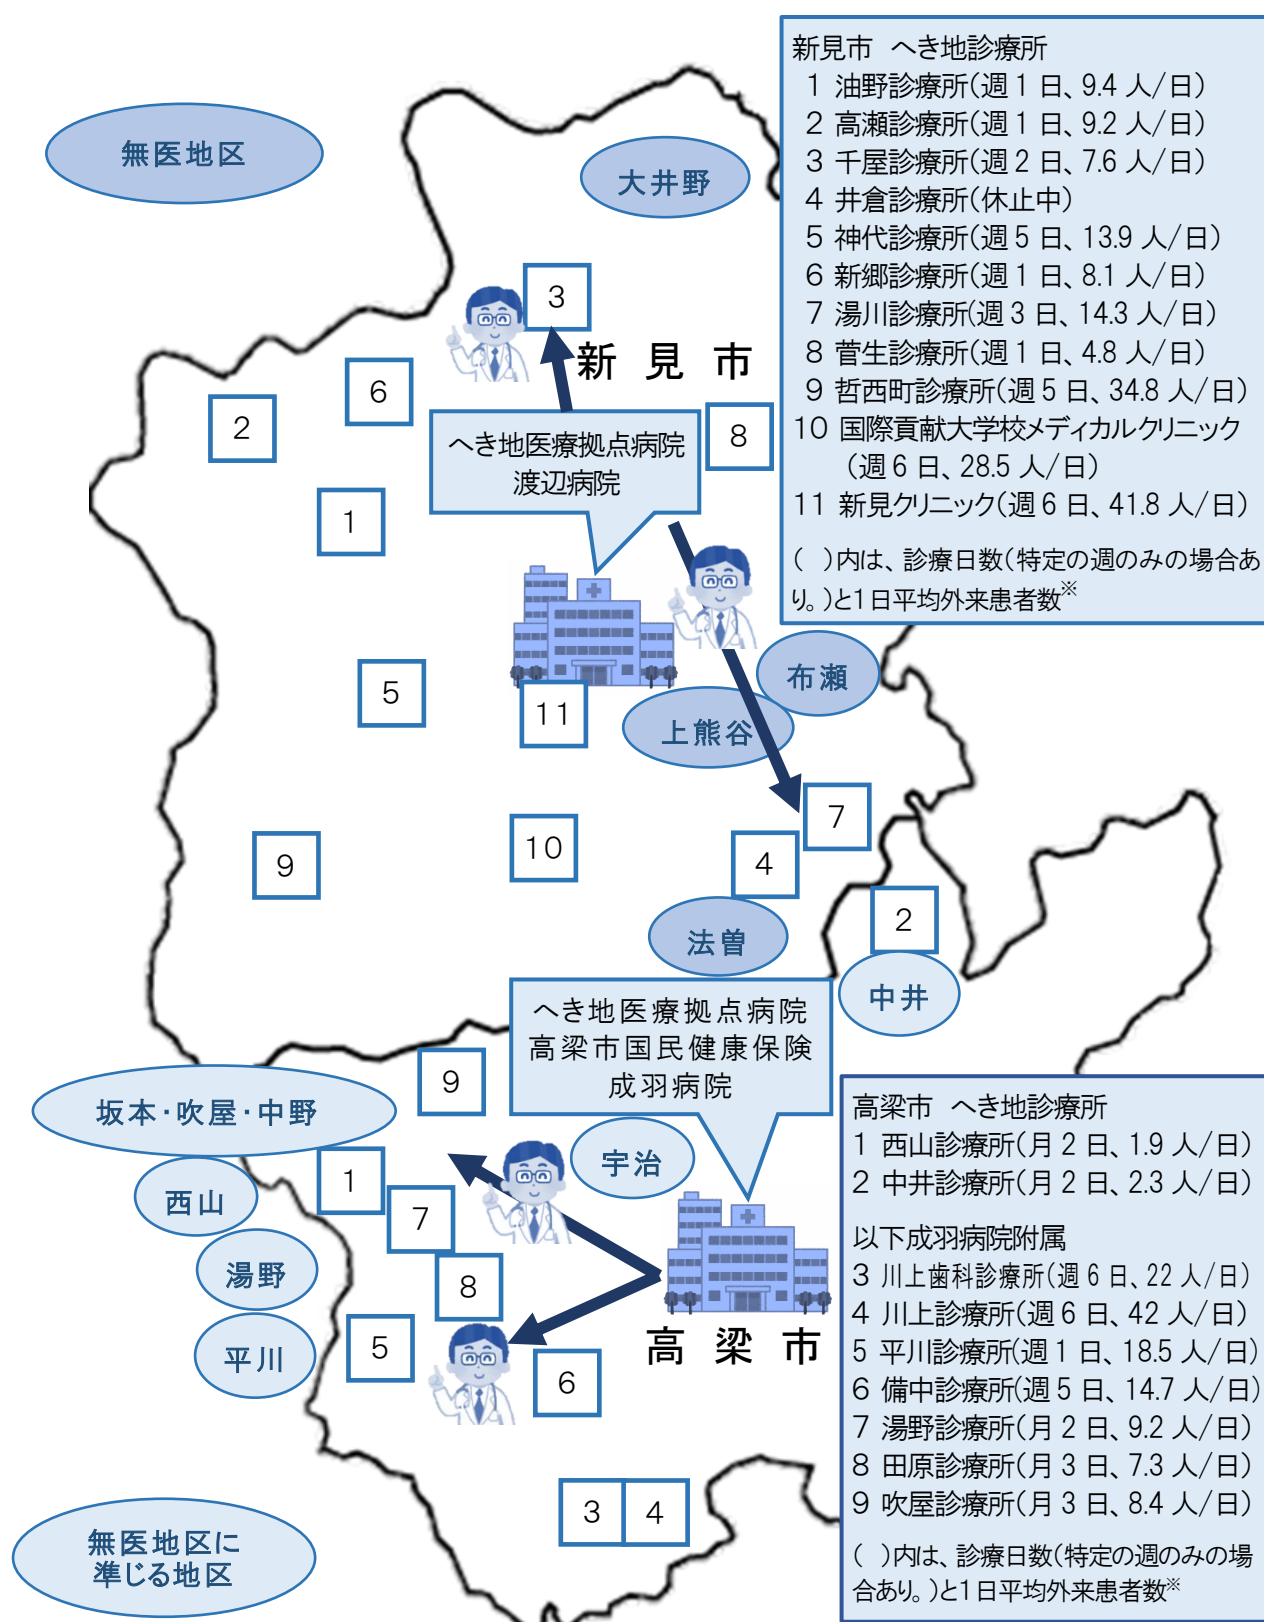 新見市 へき地診療所
1 油野診療所(週1日、9.4人/日)
2 高瀬診療所(週1日、9.2人/日)
3 千屋診療所(週2日、7.6人/日)
4 井倉診療所(休止中)
5 神代診療所(週5日、13.9人/日)
6 新郷診療所(週1日、8.1人/日)
7 湯川診療所(週3日、14.3人/日)
8 菅生診療所(週1日、4.8人/日)
9 哲西町診療所(週5日、34.8人/日)
10 国際貢献大学校メディカルクリニック
(週6日、28.5人/日)
11 新見クリニック(週6日、41.8人/日)
( )内は、診療日数(特定の週のみの場合あ
り。)と1日平均外来患者数※
無医地区
大井野
3
新見市
6
2
8
へき地医療拠点病院
渡辺病院
1
布瀬
5
11
上熊谷
7
10
4
9
2
法曽
中井
へき地医療拠点病院
高梁市国民健康保険
成羽病院
9
坂本・吹屋・中野
宇治
1
西山
7
湯野
8
平川
5
高梁市
6
3
4
無医地区に
準じる地区
高梁市 へき地診療所
1 西山診療所(月2日、1.9人/日)
2 中井診療所(月2日、2.3人/日)
以下成羽病院附属
3 川上歯科診療所(週6日、22人/日)
4 川上診療所(週6日、42人/日)
5 平川診療所(週1日、18.5人/日)
6 備中診療所(週5日、14.7人/日)
7 湯野診療所(月2日、9.2人/日)
8 田原診療所(月3日、7.3人/日)
9 吹屋診療所(月3日、8.4人/日)
( )内は、診療日数(特定の週のみの場
合あり。)と1日平均外来患者数※